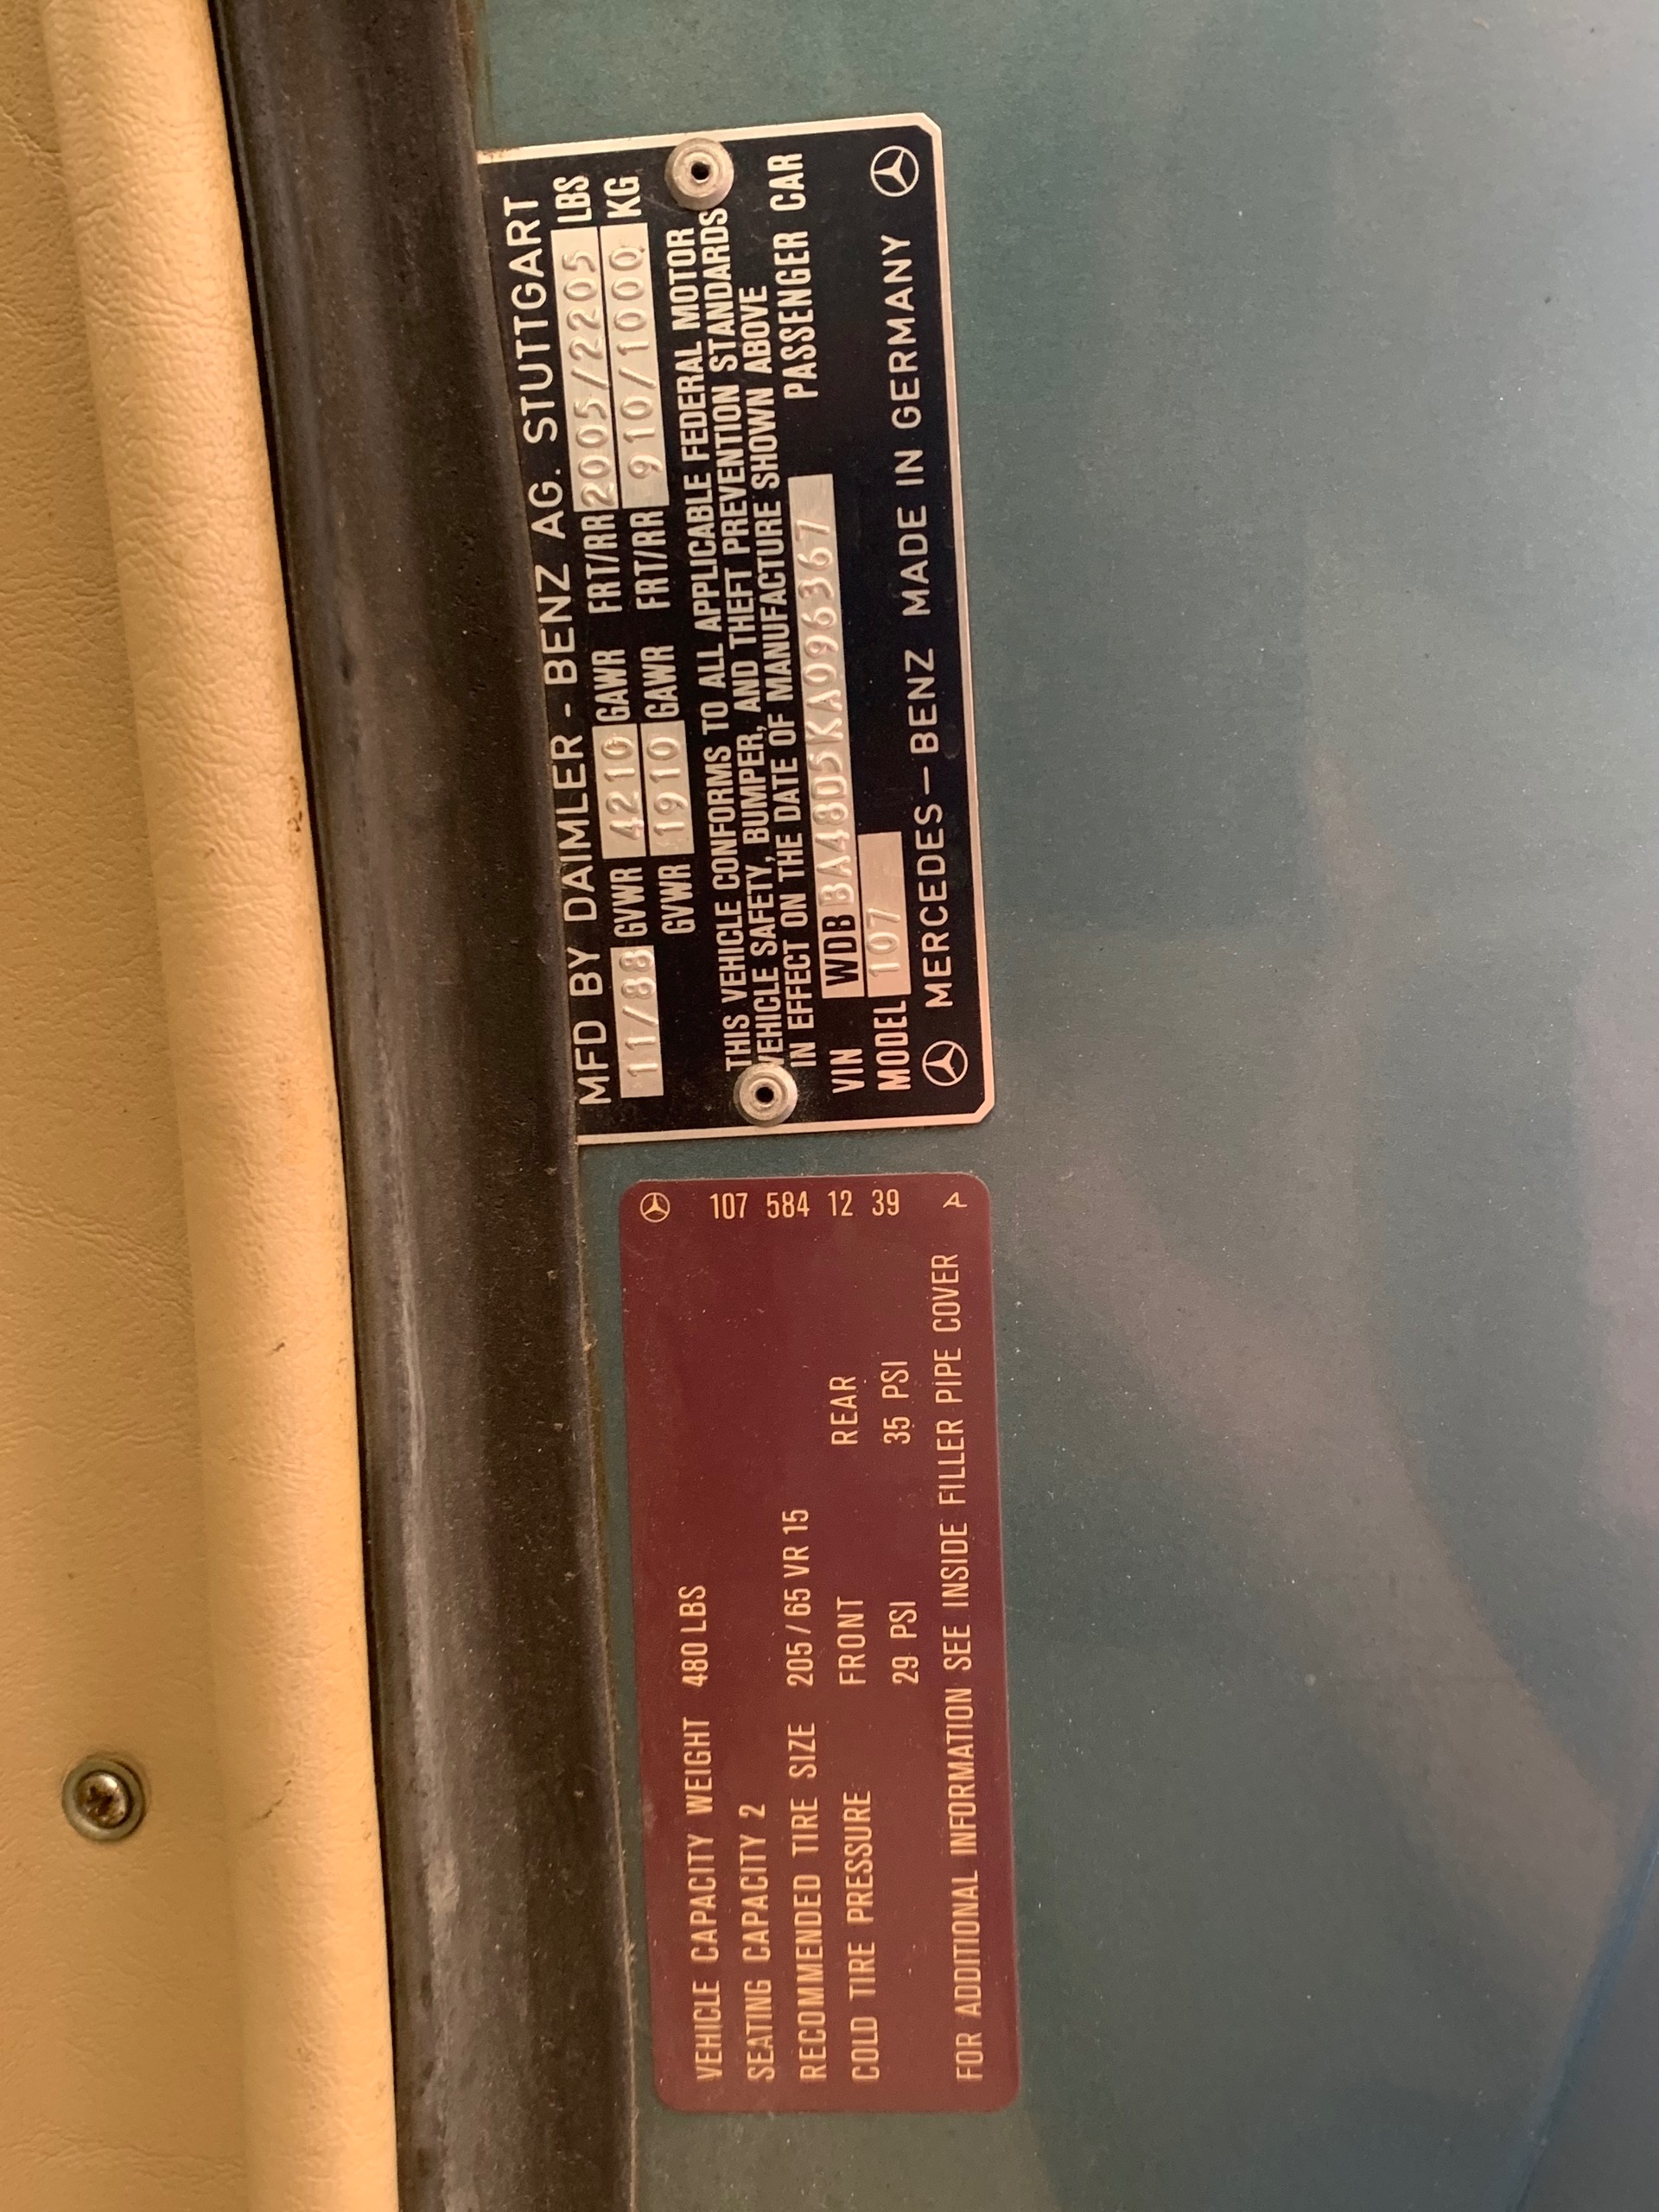 MFD BY DAIMLER-BENZ AG. STUTTGART
11/88 GVWR 4210 GAWR FRT/RR 2005/2205 LBS
GVWR 1910 GAWR FRT/RR 910/1000 KG
THIS VEHICLE CONFORMS TO ALL APPLICABLE FEDERAL MOTOR
VEHICLE SAFETY, BUMPER, AND THEFT PREVENTION STANDARDS
IN EFFECT ON THE DATE OF MANUFACTURE SHOWN ABOVE
VIN WDB BA48D5KA096367 PASSENGER CAR
MODEL 107
MERCEDES-BENZ MADE IN GERMANY
107 584 12 39 A
VEHICLE CAPACITY WEIGHT 480 LBS
SEATING CAPACITY 2
RECOMMENDED TIRE SIZE 205/65 VR 15
COLD TIRE PRESSURE FRONT REAR
29 PSI 35 PSI
FOR ADDITIONAL INFORMATION SEE INSIDE FILLER PIPE COVER